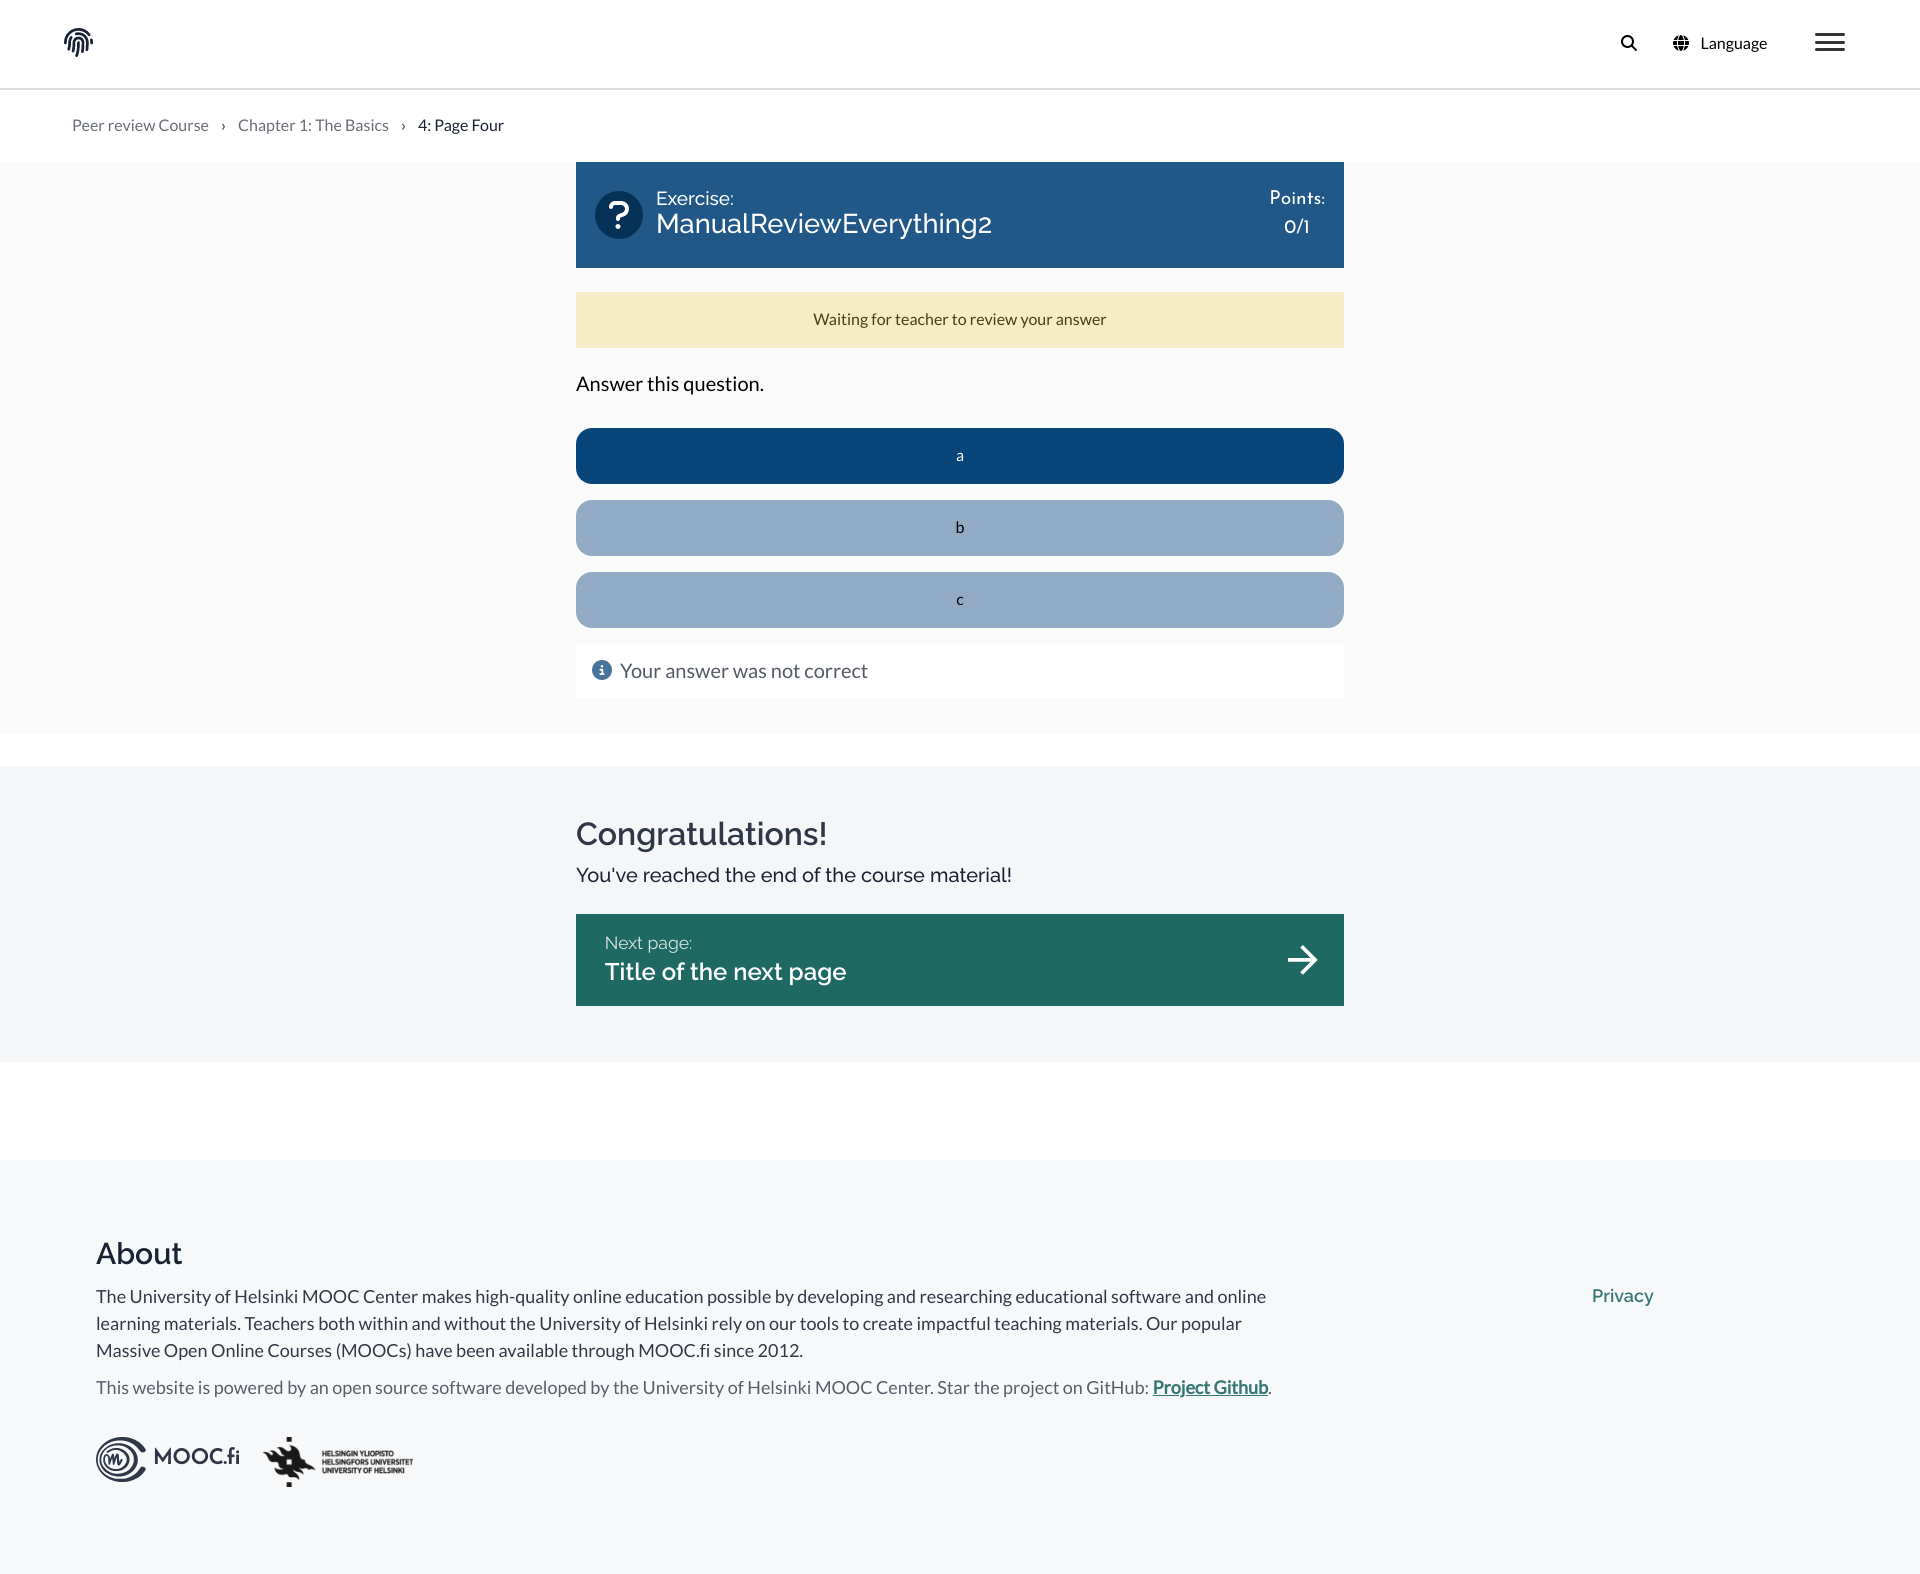 Language
Peer review Course › Chapter 1: The Basics › 4: Page Four
?
Exercise:
ManualReviewEverything2
Points:
0/1
Waiting for teacher to review your answer
Answer this question.
a
b
c
Your answer was not correct
Congratulations!
You've reached the end of the course material!
Next page:
Title of the next page
About
The University of Helsinki MOOC Center makes high-quality online education possible by developing and researching educational software and online
learning materials. Teachers both within and without the University of Helsinki rely on our tools to create impactful teaching materials. Our popular
Massive Open Online Courses (MOOCs) have been available through MOOC.fi since 2012.
This website is powered by an open source software developed by the University of Helsinki MOOC Center. Star the project on GitHub: Project Github.
Privacy
MOOC.fi
HELSINGIN YLIOPISTO
HELSINGFORS UNIVERSITET
UNIVERSITY OF HELSINKI